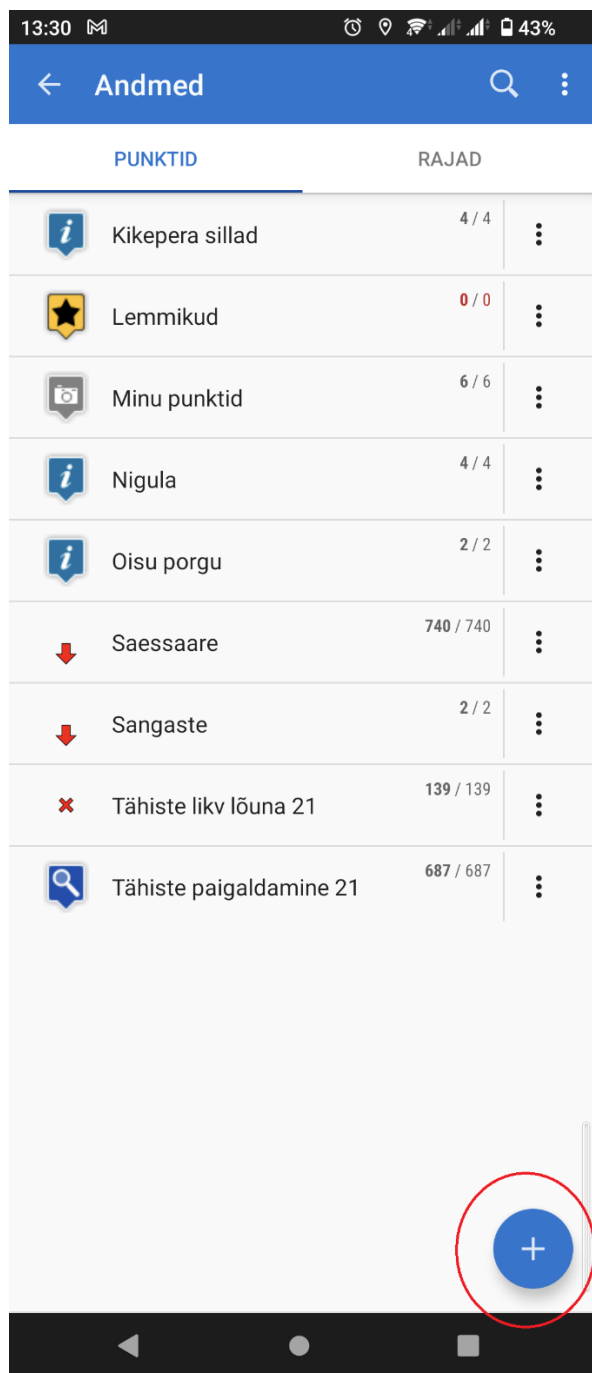 13:30 43%
Andmed
PUNKTID RAJAD
Kikepera sillad 4 / 4
Lemmikud 0 / 0
Minu punktid 6 / 6
Nigula 4 / 4
Oisu porgu 2 / 2
Saessaare 740 / 740
Sangaste 2 / 2
Tähiste likv lõuna 21 139 / 139
Tähiste paigaldamine 21 687 / 687